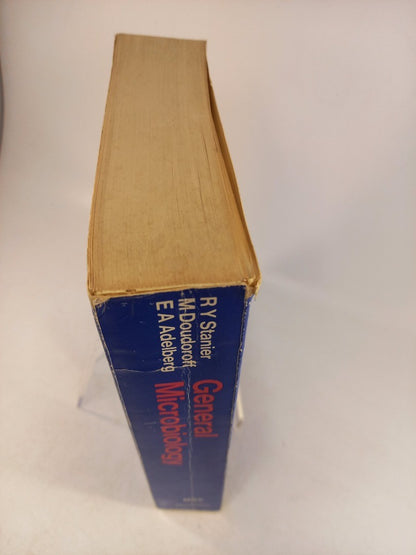 R Y Stanier
M Doudoroff
E A Adelberg
General
Microbiology